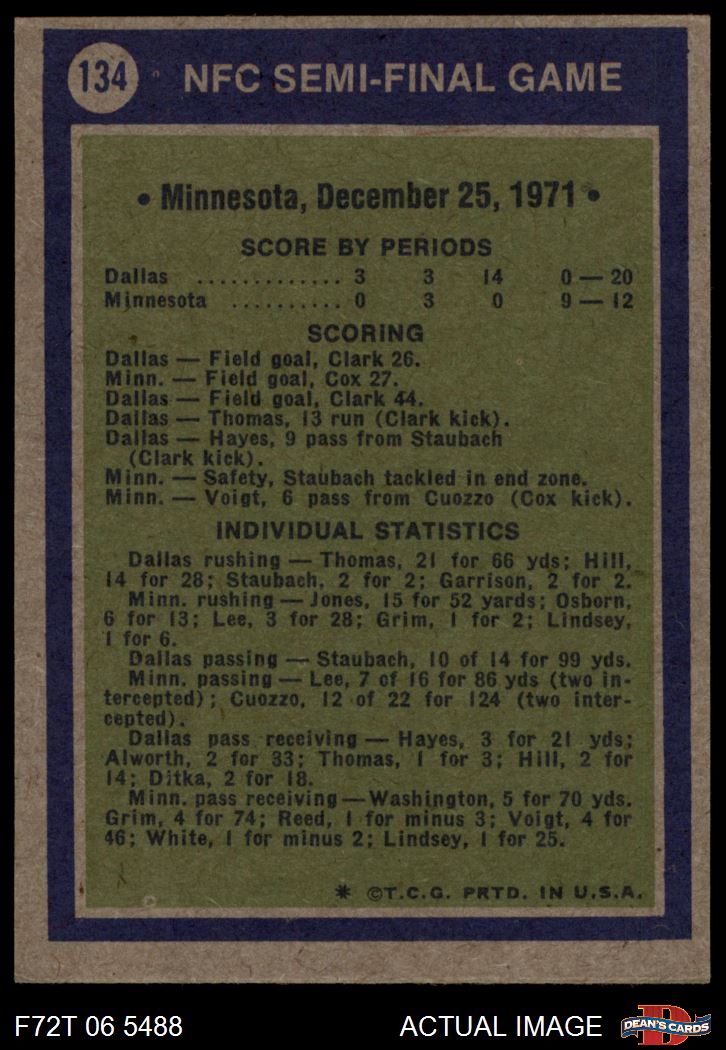 134 NFC SEMI-FINAL GAME
• Minnesota, December 25, 1971 •
SCORE BY PERIODS
Dallas ............. 3 3 14 0 — 20
Minnesota .......... 0 3 0 9 — 12
SCORING
Dallas — Field goal, Clark 26.
Minn. — Field goal, Cox 27.
Dallas — Field goal, Clark 44.
Dallas — Thomas, 13 run (Clark kick).
Dallas — Hayes, 9 pass from Staubach
(Clark kick).
Minn. — Safety, Staubach tackled in end zone.
Minn. — Voigt, 6 pass from Cuozzo (Cox kick).
INDIVIDUAL STATISTICS
Dallas rushing — Thomas, 21 for 66 yds; Hill,
14 for 28; Staubach, 2 for 2; Garrison, 2 for 2.
Minn. rushing — Jones, 15 for 52 yards; Osborn,
6 for 13; Lee, 3 for 28; Grim, 1 for 2; Lindsey,
1 for 6.
Dallas passing — Staubach, 10 of 14 for 99 yds.
Minn. passing — Lee, 7 of 16 for 86 yds (two in-
tercepted); Cuozzo, 12 of 22 for 124 (two inter-
cepted).
Dallas pass receiving — Hayes, 3 for 21 yds;
Alworth, 2 for 33; Thomas, 1 for 3; Hill, 2 for
14; Ditka, 2 for 18.
Minn. pass receiving — Washington, 5 for 70 yds.
Grim, 4 for 74; Reed, 1 for minus 3; Voigt, 4 for
46; White, 1 for minus 2; Lindsey, 1 for 25.
* ©T.C.G. PRTD. IN U.S.A.
F72T 06 5488 ACTUAL IMAGE D DEAN'S CARDS